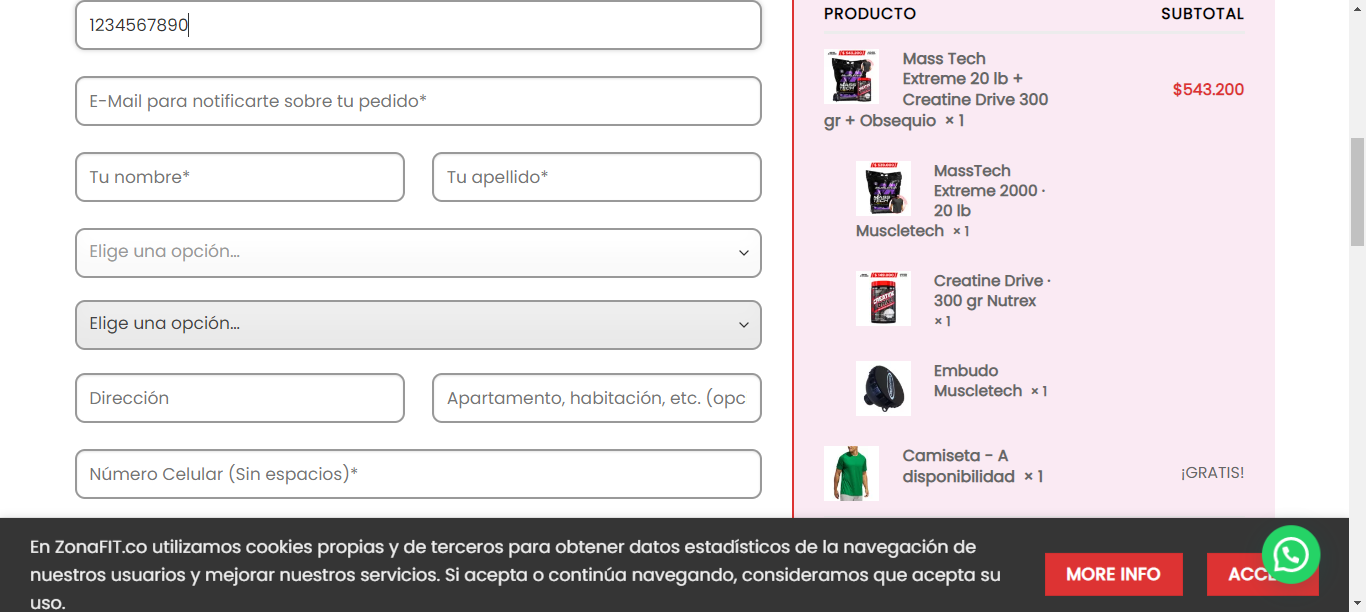 1234567890
E-Mail para notificarte sobre tu pedido*
Tu nombre*
Tu apellido*
Elige una opción...
Elige una opción...
Dirección
Apartamento, habitación, etc. (opc
Número Celular (Sin espacios)*
PRODUCTO
SUBTOTAL
Mass Tech
Extreme 20 lb +
Creatine Drive 300
gr + Obsequio × 1
$543.200
MassTech
Extreme 2000 ·
20 lb
Muscletech × 1
Creatine Drive ·
300 gr Nutrex
× 1
Embudo
Muscletech × 1
Camiseta - A
disponibilidad × 1
¡GRATIS!
En ZonaFIT.co utilizamos cookies propias y de terceros para obtener datos estadísticos de la navegación de
nuestros usuarios y mejorar nuestros servicios. Si acepta o continúa navegando, consideramos que acepta su
uso.
MORE INFO